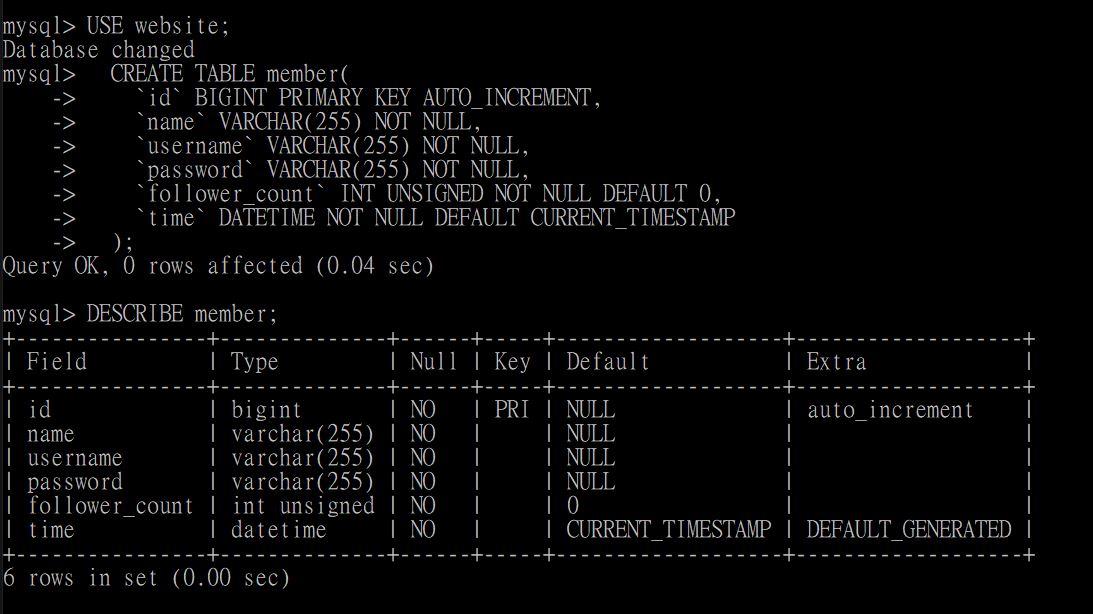 mysql> USE website;
Database changed
mysql>   CREATE TABLE member(
    ->     `id` BIGINT PRIMARY KEY AUTO_INCREMENT,
    ->     `name` VARCHAR(255) NOT NULL,
    ->     `username` VARCHAR(255) NOT NULL,
    ->     `password` VARCHAR(255) NOT NULL,
    ->     `follower_count` INT UNSIGNED NOT NULL DEFAULT 0,
    ->     `time` DATETIME NOT NULL DEFAULT CURRENT_TIMESTAMP
    ->   );
Query OK, 0 rows affected (0.04 sec)

mysql> DESCRIBE member;
+----------------+--------------+------+-----+-------------------+-------------------+
| Field          | Type         | Null | Key | Default           | Extra             |
+----------------+--------------+------+-----+-------------------+-------------------+
| id             | bigint       | NO   | PRI | NULL              | auto_increment    |
| name           | varchar(255) | NO   |     | NULL              |                   |
| username       | varchar(255) | NO   |     | NULL              |                   |
| password       | varchar(255) | NO   |     | NULL              |                   |
| follower_count | int unsigned | NO   |     | 0                 |                   |
| time           | datetime     | NO   |     | CURRENT_TIMESTAMP | DEFAULT_GENERATED |
+----------------+--------------+------+-----+-------------------+-------------------+
6 rows in set (0.00 sec)